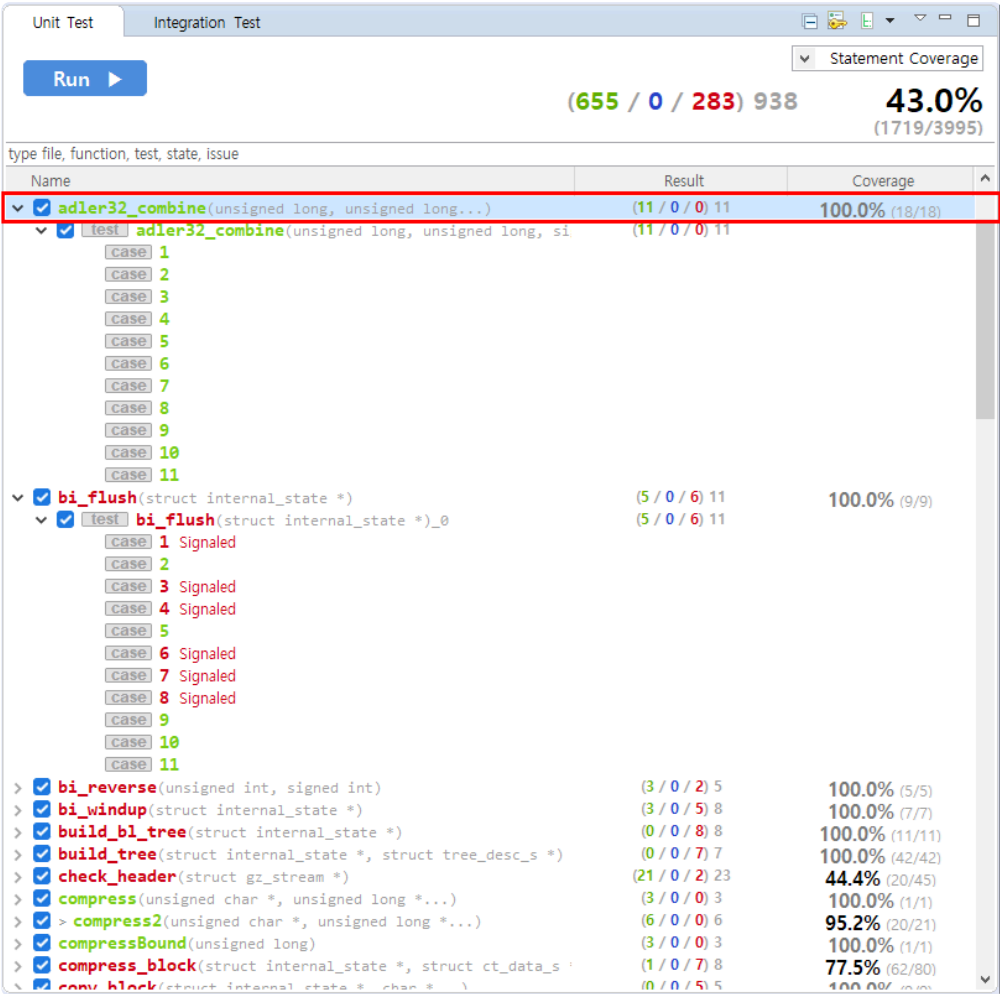 Unit Test Integration Test
Statement Coverage
Run
(655 / 0 / 283) 938 43.0%
(1719/3995)
type file, function, test, state, issue
Name Result Coverage
adler32_combine(unsigned long, unsigned long...) (11 / 0 / 0) 11 100.0% (18/18)
test adler32_combine(unsigned long, unsigned long, si (11 / 0 / 0) 11
case 1
case 2
case 3
case 4
case 5
case 6
case 7
case 8
case 9
case 10
case 11
bi_flush(struct internal_state *) (5 / 0 / 6) 11 100.0% (9/9)
test bi_flush(struct internal_state *)_0 (5 / 0 / 6) 11
case 1 Signaled
case 2
case 3 Signaled
case 4 Signaled
case 5
case 6 Signaled
case 7 Signaled
case 8 Signaled
case 9
case 10
case 11
bi_reverse(unsigned int, signed int) (3 / 0 / 2) 5 100.0% (5/5)
bi_windup(struct internal_state *) (3 / 0 / 5) 8 100.0% (7/7)
build_bl_tree(struct internal_state *) (0 / 0 / 8) 8 100.0% (11/11)
build_tree(struct internal_state *, struct tree_desc_s *) (0 / 0 / 7) 7 100.0% (42/42)
check_header(struct gz_stream *) (21 / 0 / 2) 23 44.4% (20/45)
compress(unsigned char *, unsigned long *...) (3 / 0 / 0) 3 100.0% (1/1)
> compress2(unsigned char *, unsigned long *...) (6 / 0 / 0) 6 95.2% (20/21)
compressBound(unsigned long) (3 / 0 / 0) 3 100.0% (1/1)
compress_block(struct internal_state *, struct ct_data_s * (1 / 0 / 7) 8 77.5% (62/80)
copy_block(struct internal_state *, char *...) (0 / 0 / 5) 5 100.0%